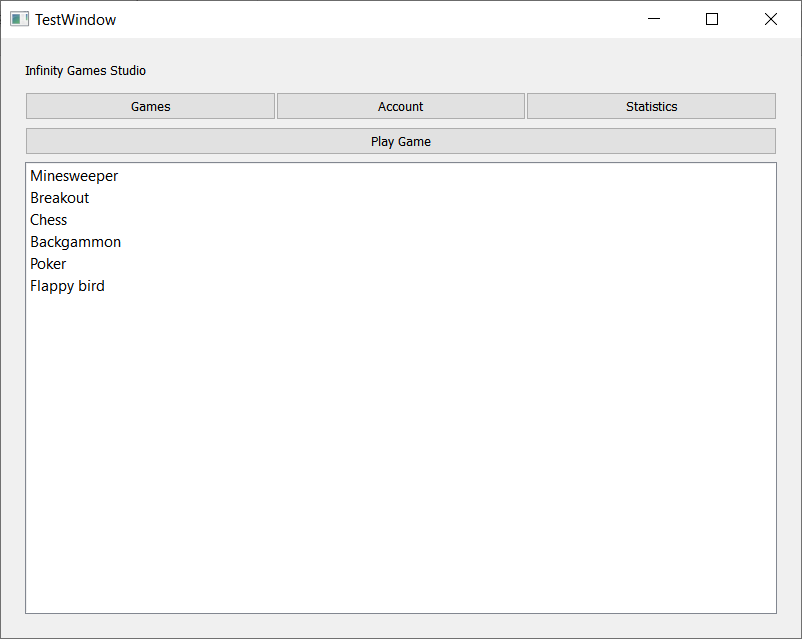 TestWindow
Infinity Games Studio
Games Account Statistics
Play Game
Minesweeper
Breakout
Chess
Backgammon
Poker
Flappy bird